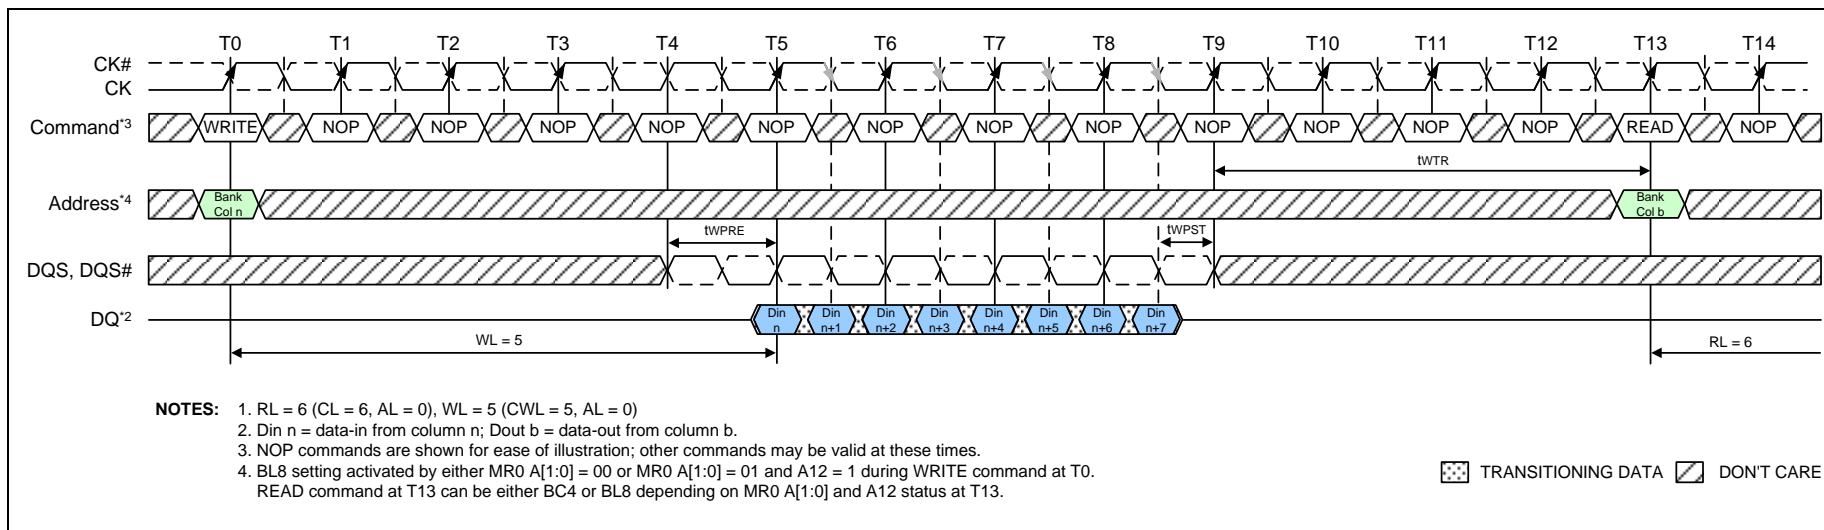 T0 T1 T2 T3 T4 T5 T6 T7 T8 T9 T10 T11 T12 T13 T14
CK#
CK
Command*3 WRITE NOP NOP NOP NOP NOP NOP NOP NOP NOP NOP NOP NOP READ NOP
tWTR
Address*4 Bank Col n Bank Col b
tWPRE tWPST
DQS, DQS#
DQ*2 Din n Din n+1 Din n+2 Din n+3 Din n+4 Din n+5 Din n+6 Din n+7
WL = 5 RL = 6
NOTES: 1. RL = 6 (CL = 6, AL = 0), WL = 5 (CWL = 5, AL = 0)
2. Din n = data-in from column n; Dout b = data-out from column b.
3. NOP commands are shown for ease of illustration; other commands may be valid at these times.
4. BL8 setting activated by either MR0 A[1:0] = 00 or MR0 A[1:0] = 01 and A12 = 1 during WRITE command at T0.
READ command at T13 can be either BC4 or BL8 depending on MR0 A[1:0] and A12 status at T13.
TRANSITIONING DATA DON'T CARE